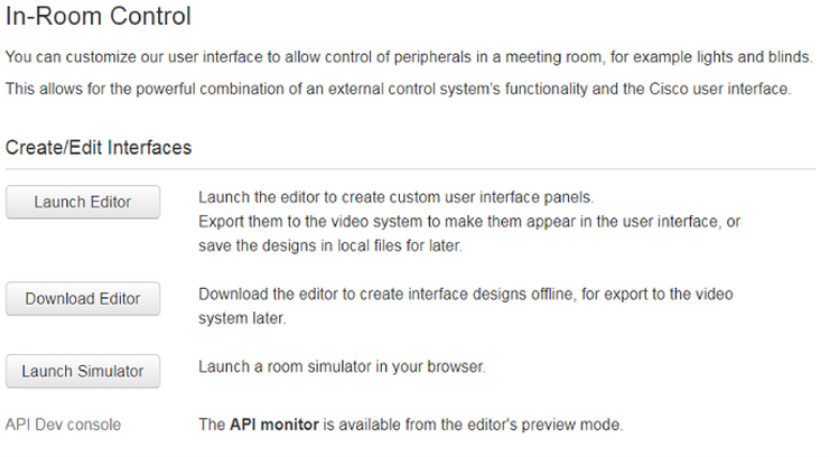 In-Room Control
You can customize our user interface to allow control of peripherals in a meeting room, for example lights and blinds.
This allows for the powerful combination of an external control system's functionality and the Cisco user interface.
Create/Edit Interfaces
Launch Editor
Launch the editor to create custom user interface panels.
Export them to the video system to make them appear in the user interface, or
save the designs in local files for later.
Download Editor
Download the editor to create interface designs offline, for export to the video
system later.
Launch Simulator
Launch a room simulator in your browser.
API Dev console
The API monitor is available from the editor's preview mode.